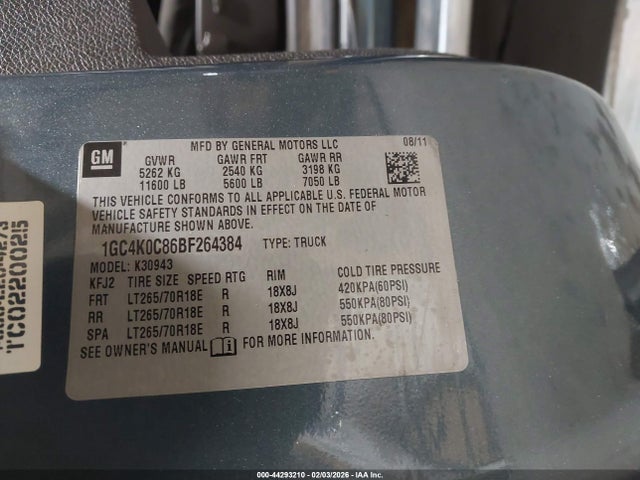 GM
MFD BY GENERAL MOTORS LLC 08/11
GVWR GAWR FRT GAWR RR
5262 KG 2540 KG 3198 KG
11600 LB 5600 LB 7050 LB
THIS VEHICLE CONFORMS TO ALL APPLICABLE U.S. FEDERAL MOTOR
VEHICLE SAFETY STANDARDS IN EFFECT ON THE DATE OF
MANUFACTURE SHOWN ABOVE.
1GC4K0C86BF264384 TYPE: TRUCK
MODEL: K30943
KFJ2 TIRE SIZE SPEED RTG RIM COLD TIRE PRESSURE
FRT LT265/70R18E R 18X8J 420KPA(60PSI)
RR LT265/70R18E R 18X8J 550KPA(80PSI)
SPA LT265/70R18E R 18X8J 550KPA(80PSI)
SEE OWNER'S MANUAL FOR MORE INFORMATION.
1C02200215
000-44293210 - 02/03/2026 - IAA Inc.